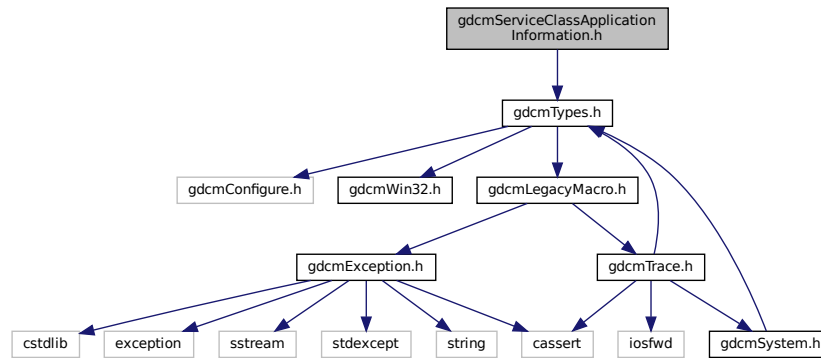 gdcmServiceClassApplication
Information.h
gdcmTypes.h
gdcmConfigure.h
gdcmWin32.h
gdcmLegacyMacro.h
gdcmException.h
gdcmTrace.h
cstdlib
exception
sstream
stdexcept
string
cassert
iosfwd
gdcmSystem.h